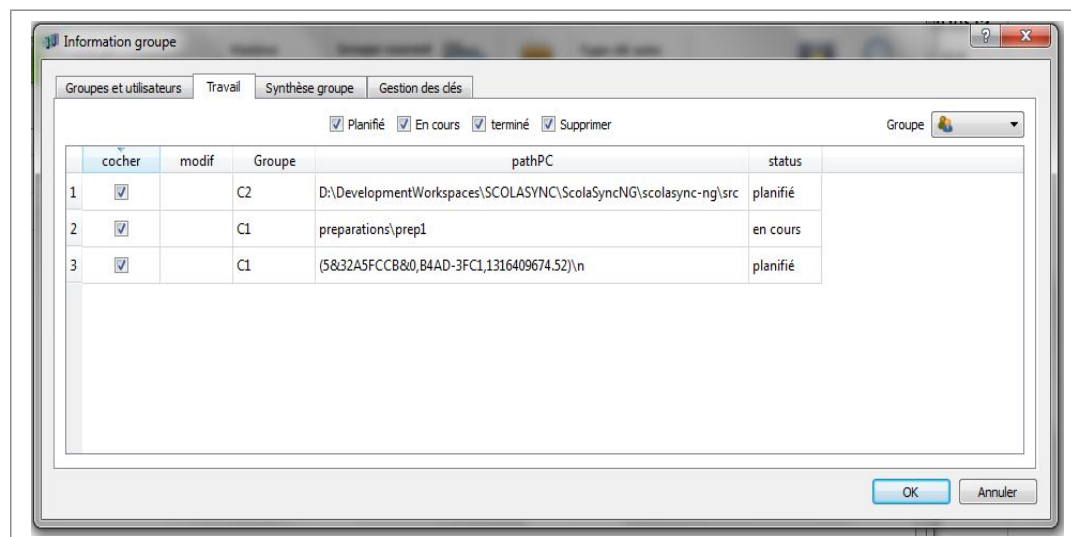 Information groupe
Groupes et utilisateurs Travail Synthèse groupe Gestion des clés
Planifié En cours terminé Supprimer Groupe
cocher modif Groupe pathPC status
1 C2 D:\DevelopmentWorkspaces\SCOLASYNC\ScolaSyncNG\scolasync-ng\src planifié
2 C1 preparations\prep1 en cours
3 C1 (5&32A5FCCB&0,B4AD-3FC1,1316409674.52)\n planifié
OK Annuler